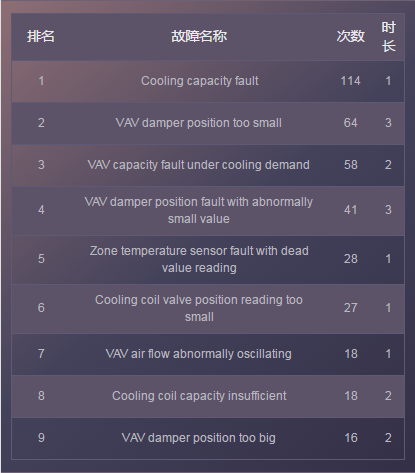 排名 故障名称 次数 时
长
1 Cooling capacity fault 114 1
2 VAV damper position too small 64 3
3 VAV capacity fault under cooling demand 58 2
4 VAV damper position fault with abnormally 41 3
small value
5 Zone temperature sensor fault with dead 28 1
value reading
6 Cooling coil valve position reading too 27 1
small
7 VAV air flow abnormally oscillating 18 1
8 Cooling coil capacity insufficient 18 2
9 VAV damper position too big 16 2